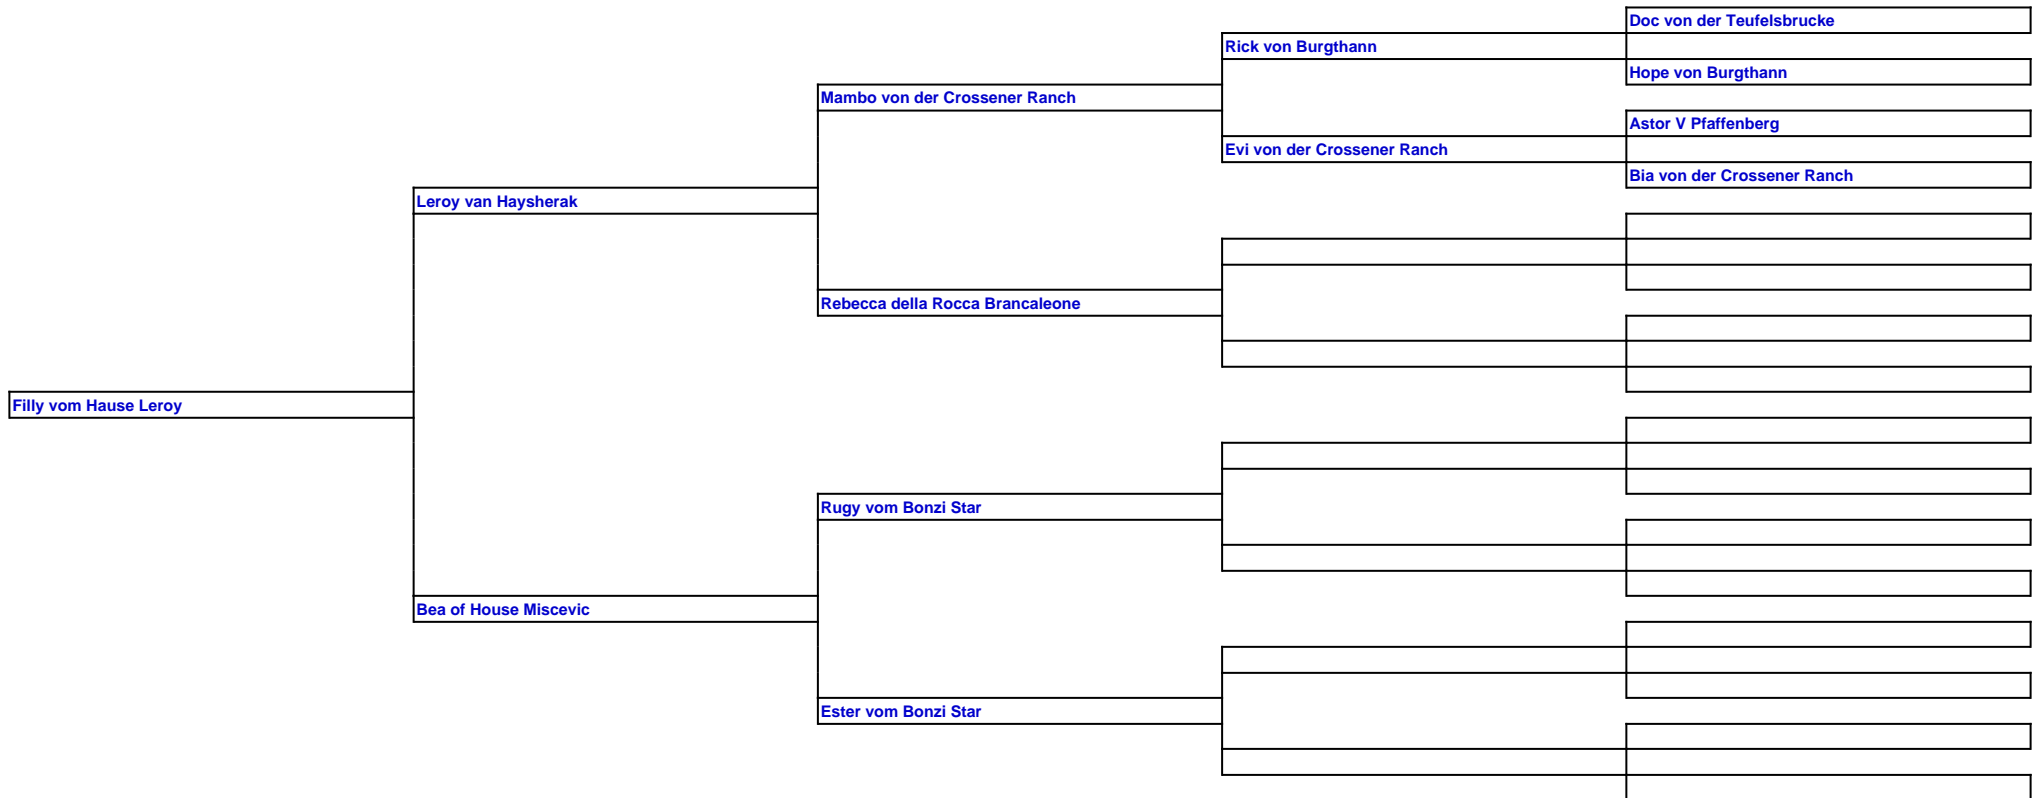 Doc von der Teufelsbrucke
Rick von Burgthann
Hope von Burgthann
Mambo von der Crossener Ranch
Astor V Pfaffenberg
Evi von der Crossener Ranch
Bia von der Crossener Ranch
Leroy van Haysherak
Rebecca della Rocca Brancaleone
Filly vom Hause Leroy
Rugy vom Bonzi Star
Bea of House Miscevic
Ester vom Bonzi Star